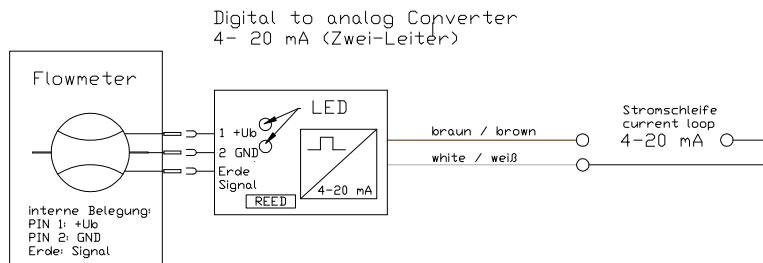 Digital to analog Converter
4- 20 mA (Zwei-Leiter)
Flowmeter
LED
1 +Ub
2 GND
Erde
Signal
REED
4-20 mA
braun / brown
white / weiß
Stromschleife
current loop
4-20 mA
interne Belegung:
PIN 1: +Ub
PIN 2: GND
Erde: Signal